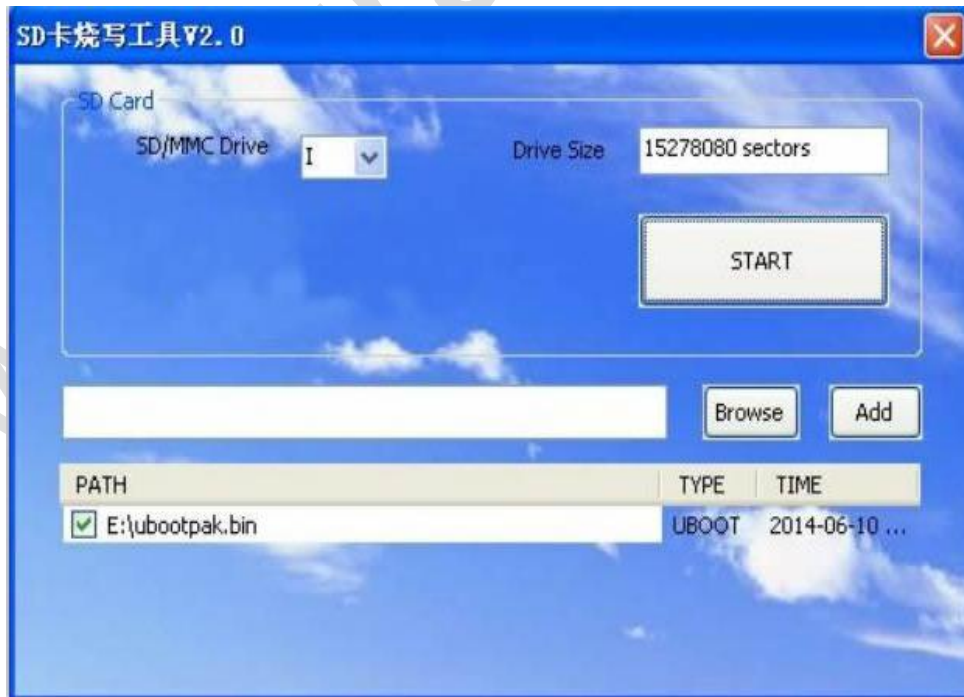 SD卡烧写工具V2.0
SD Card
SD/MMC Drive I Drive Size 15278080 sectors
START
Browse Add
PATH TYPE TIME
E:\ubootpak.bin UBOOT 2014-06-10 ...